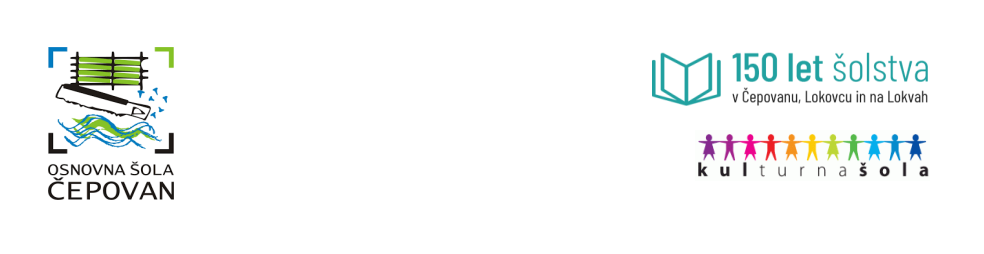 OSNOVNA ŠOLA
ČEPOVAN
150 let šolstva
v Čepovanu, Lokovcu in na Lokvah
kulturnašola